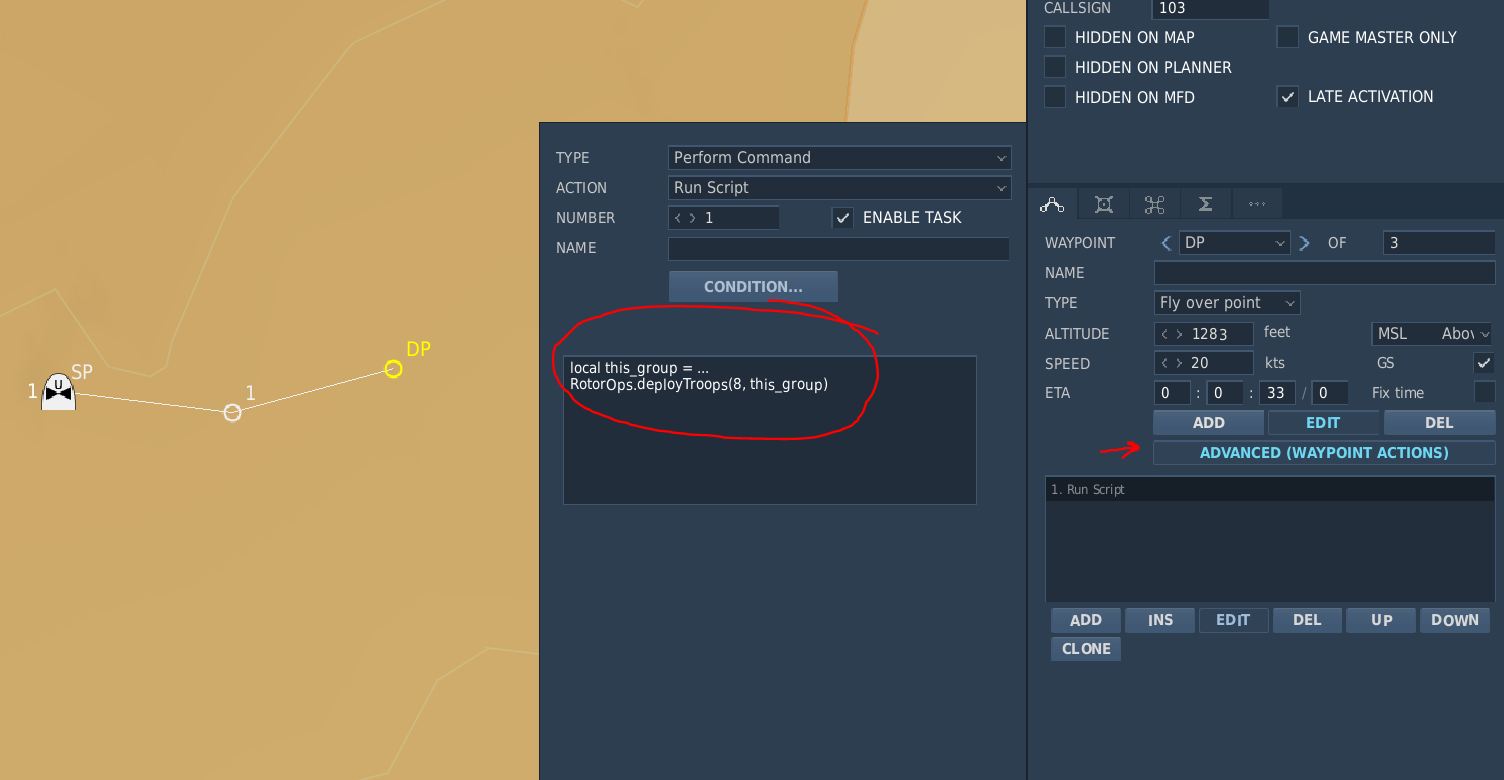 CALLSIGN 103
HIDDEN ON MAP GAME MASTER ONLY
HIDDEN ON PLANNER
HIDDEN ON MFD LATE ACTIVATION
TYPE Perform Command
ACTION Run Script
NUMBER < > 1 ENABLE TASK
NAME
CONDITION...
local this_group = ...
RotorOps.deployTroops(8, this_group)
SP
1
U
1
DP
Σ ...
WAYPOINT < DP > OF 3
NAME
TYPE Fly over point
ALTITUDE < > 1283 feet MSL Abov
SPEED < > 20 kts GS
ETA 0 : 0 : 33 / 0 Fix time
ADD EDIT DEL
ADVANCED (WAYPOINT ACTIONS)
1. Run Script
ADD INS EDIT DEL UP DOWN
CLONE